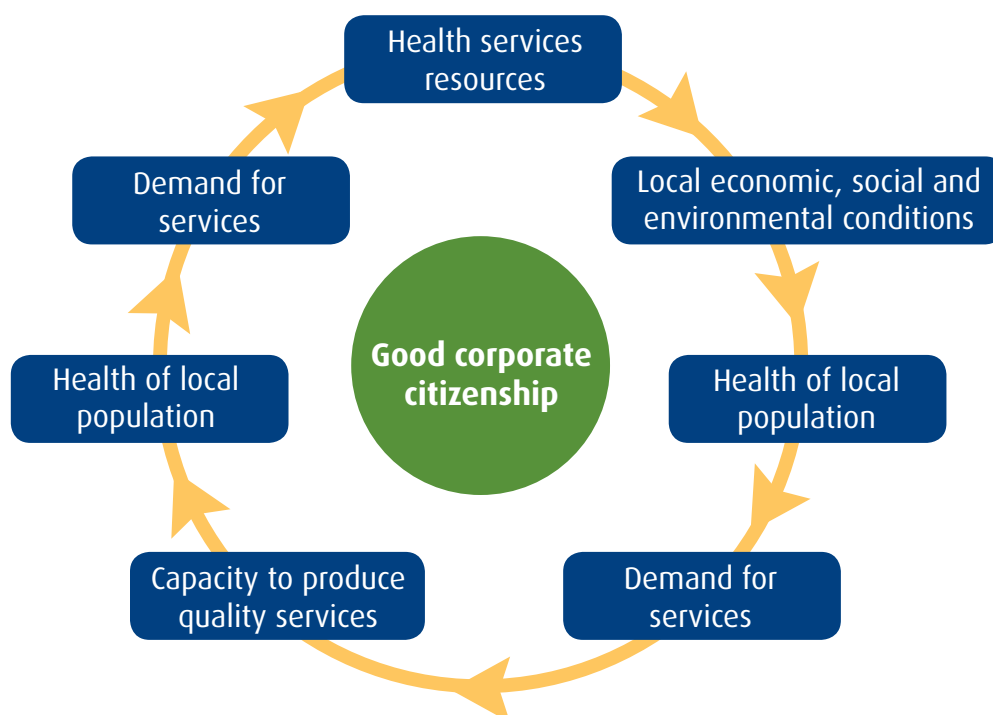 Health services
resources
Local economic, social and
environmental conditions
Health of local
population
Demand for
services
Capacity to produce
quality services
Health of local
population
Demand for
services
Good corporate
citizenship